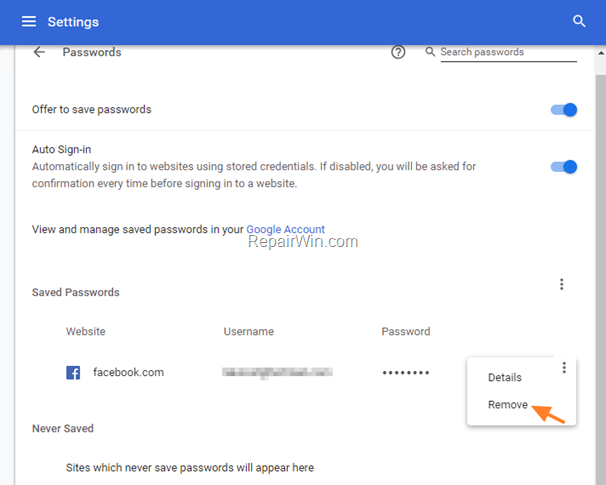 Settings
Passwords
Search passwords
Offer to save passwords
Auto Sign-in
Automatically sign in to websites using stored credentials. If disabled, you will be asked for
confirmation every time before signing in to a website.
View and manage saved passwords in your Google Account
RepairWin.com
Saved Passwords
Website Username Password
facebook.com ••••••••
Details
Remove
Never Saved
Sites which never save passwords will appear here